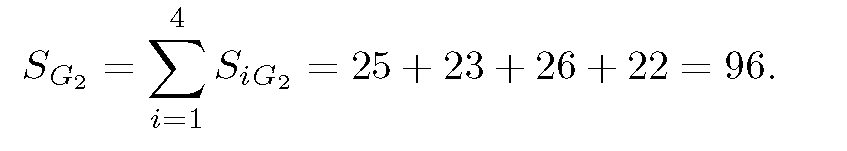 $S_{G_2} = \sum_{i=1}^{4} S_{iG_2} = 25 + 23 + 26 + 22 = 96.$